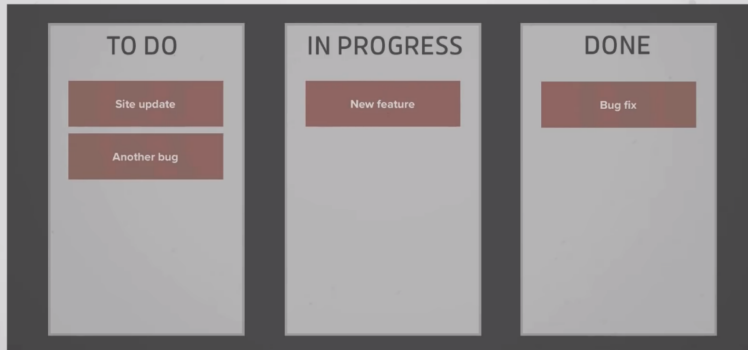 TO DO
Site update
Another bug
IN PROGRESS
New feature
DONE
Bug fix